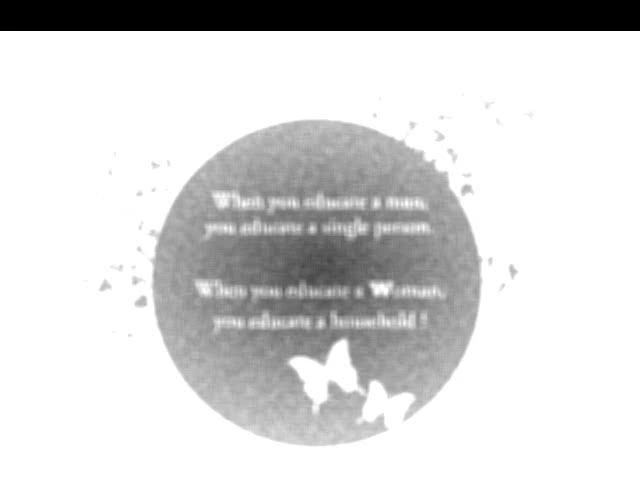 When you educate a man,
you educate a single person.
When you educate a Woman,
you educate a household !